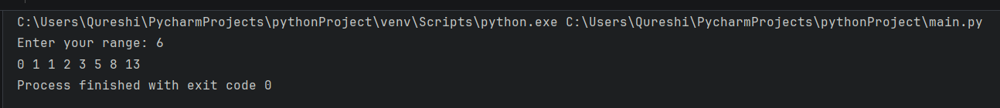 C:\Users\Qureshi\PycharmProjects\pythonProject\venv\Scripts\python.exe C:\Users\Qureshi\PycharmProjects\pythonProject\main.py
Enter your range: 6
0 1 1 2 3 5 8 13
Process finished with exit code 0